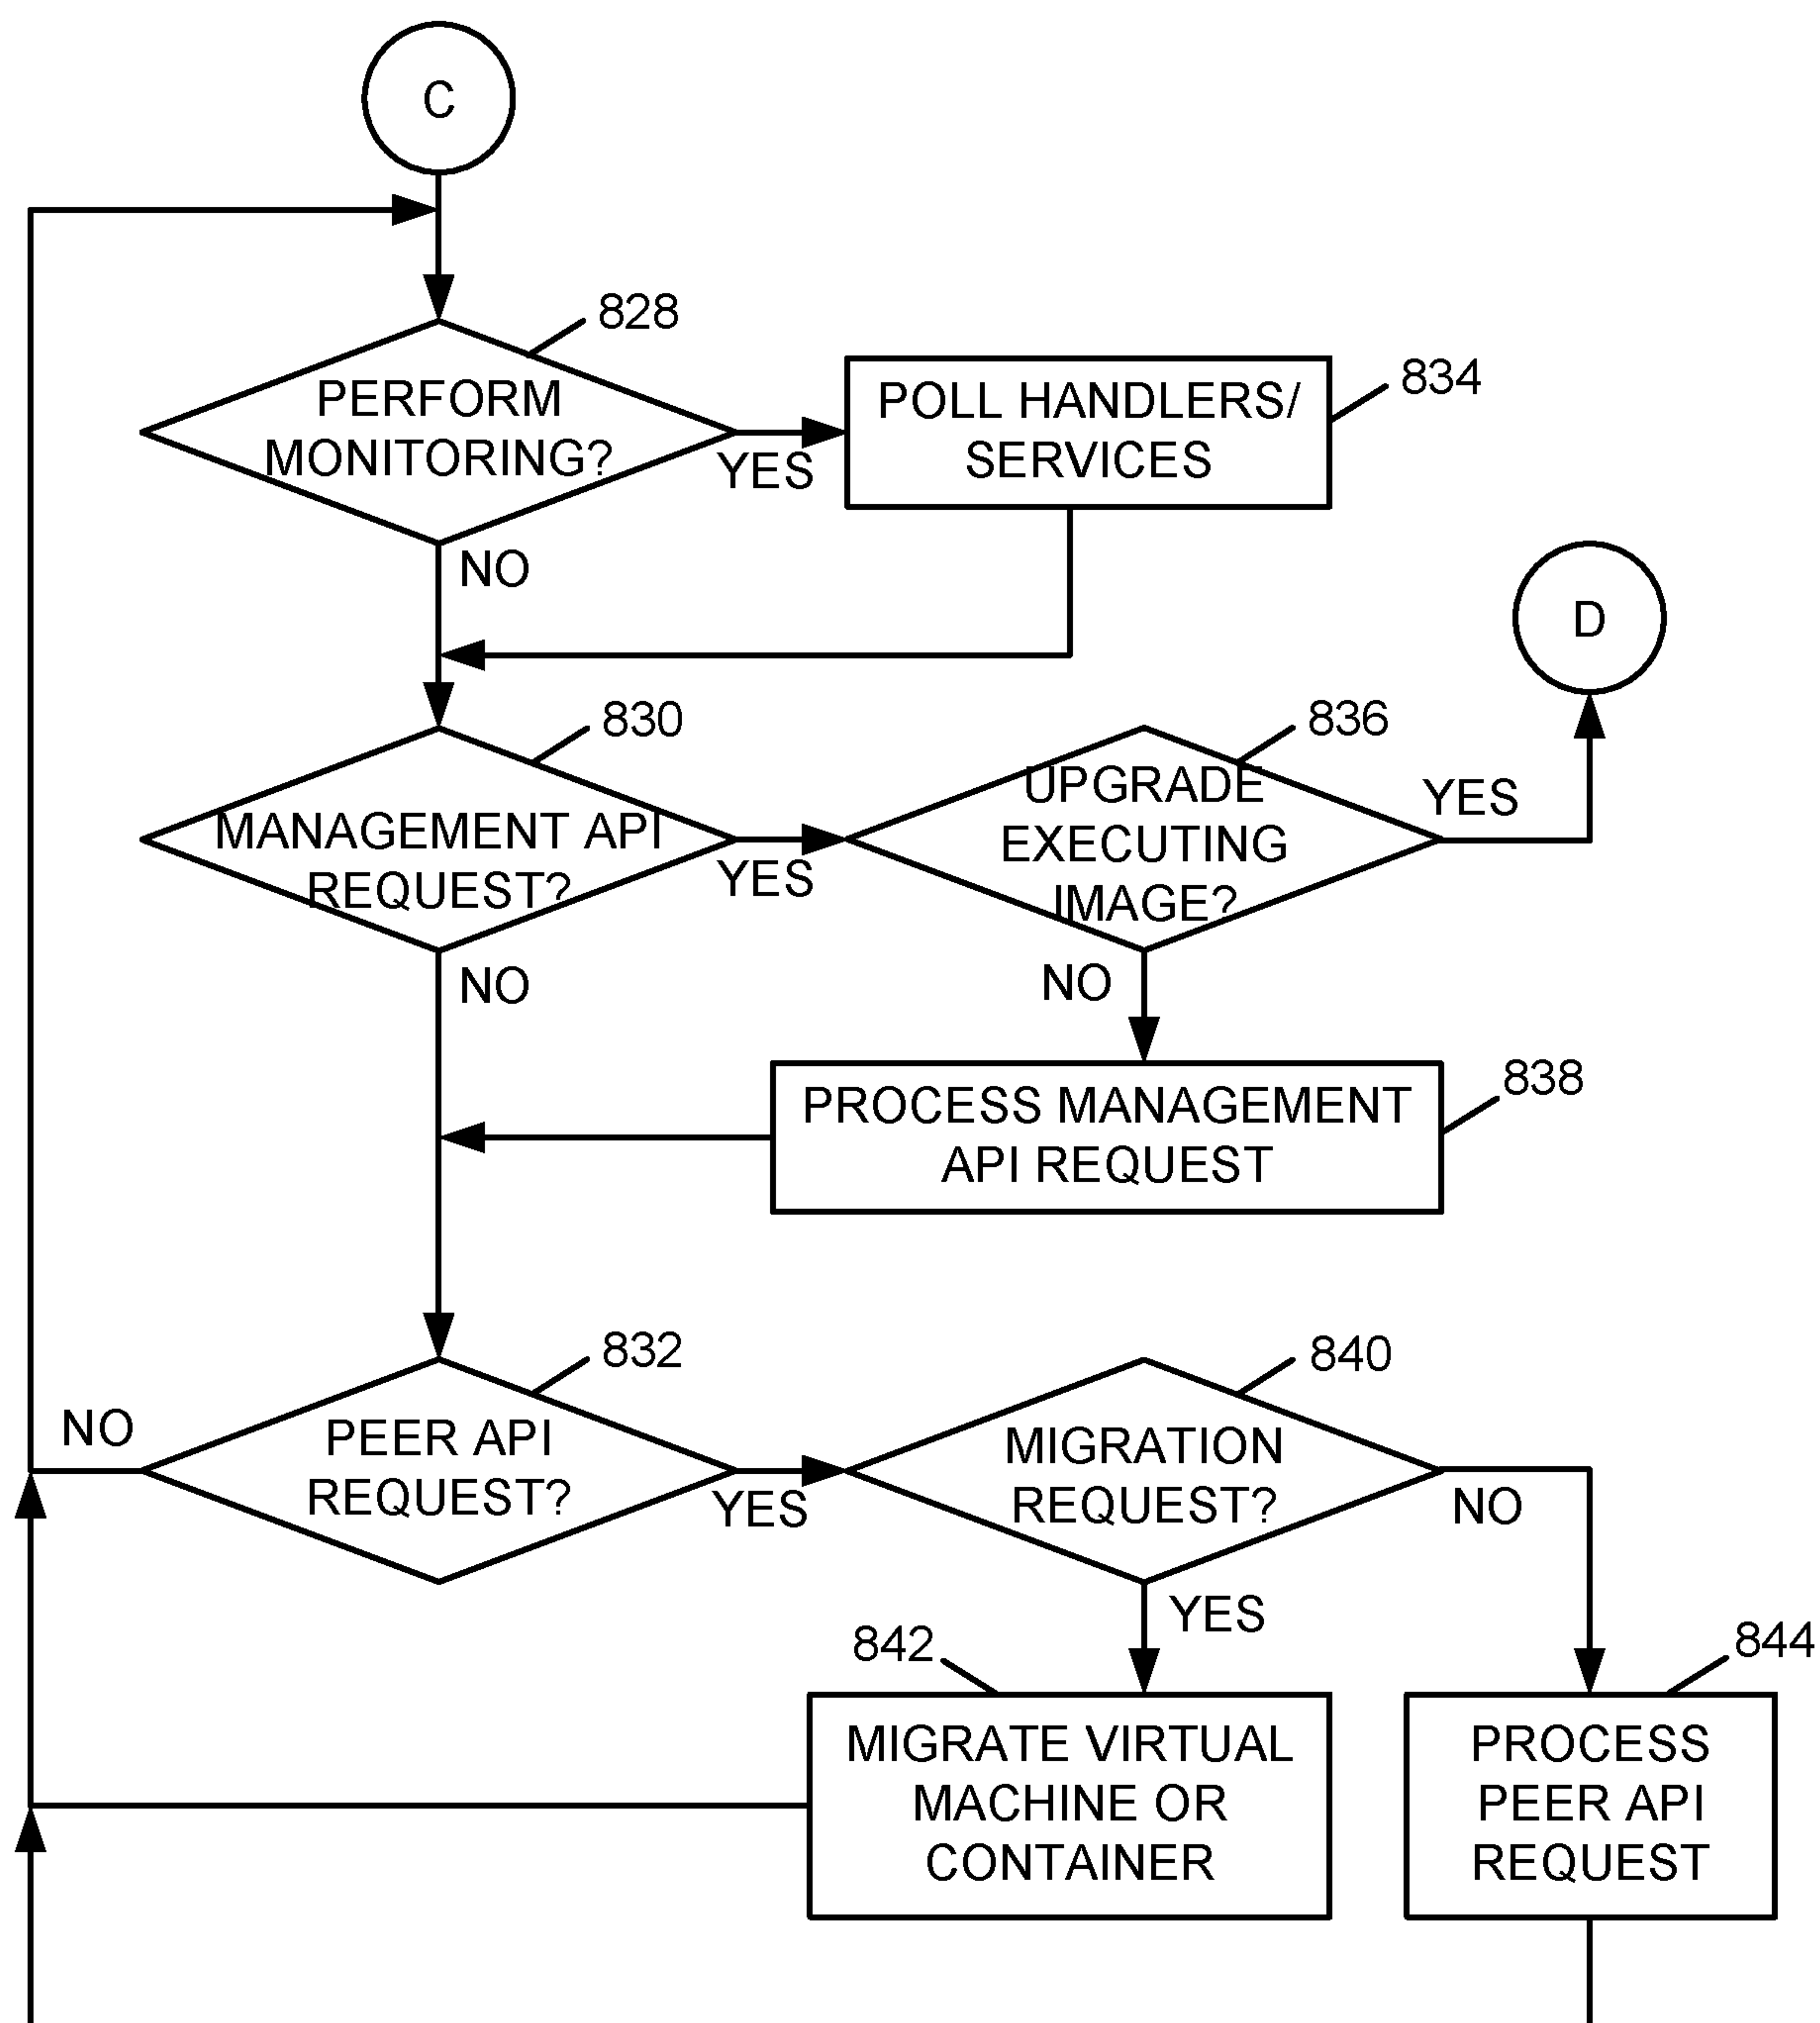 C
828
PERFORM
MONITORING?
YES
NO
POLL HANDLERS/
SERVICES
834
D
830
MANAGEMENT API
REQUEST?
YES
NO
836
UPGRADE
EXECUTING
IMAGE?
YES
NO
PROCESS MANAGEMENT
API REQUEST
838
832
PEER API
REQUEST?
NO
YES
840
MIGRATION
REQUEST?
NO
YES
842
MIGRATE VIRTUAL
MACHINE OR
CONTAINER
844
PROCESS
PEER API
REQUEST